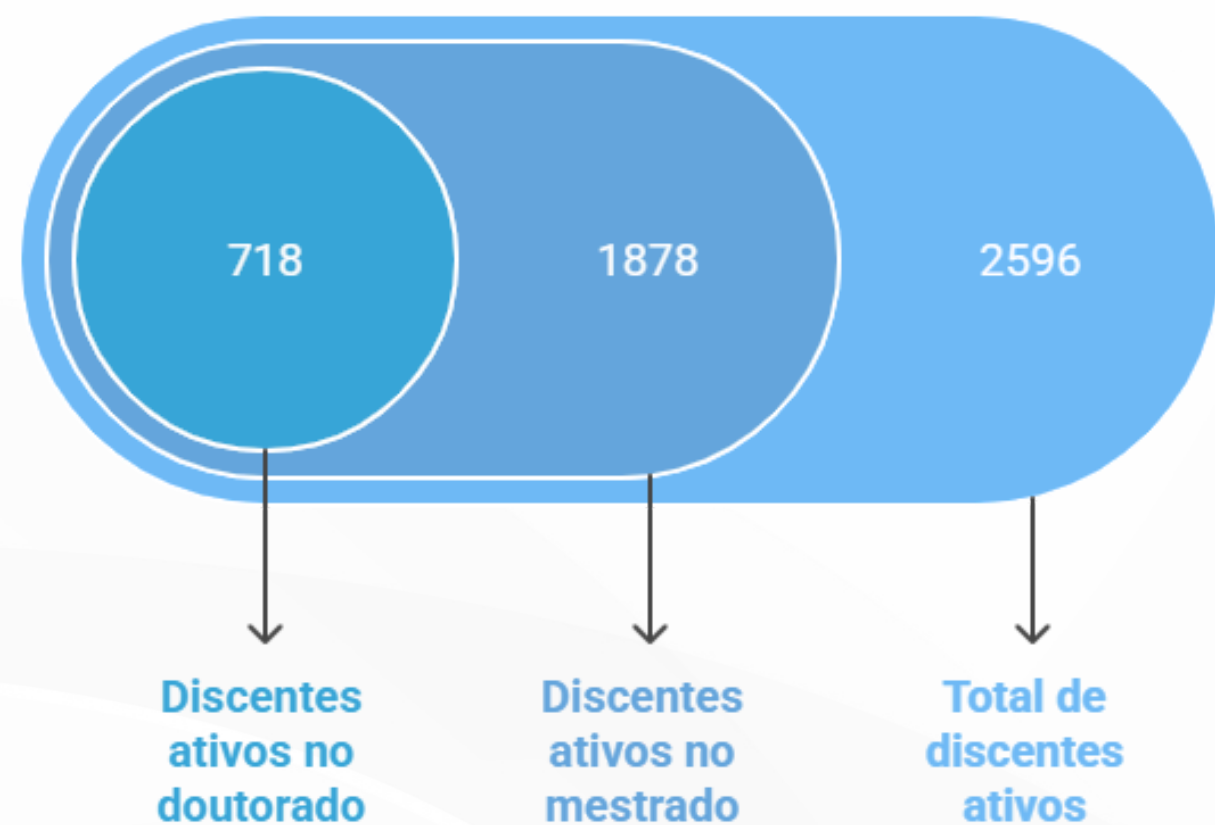 718
1878
2596
Discentes
ativos no
doutorado
Discentes
ativos no
mestrado
Total de
discentes
ativos